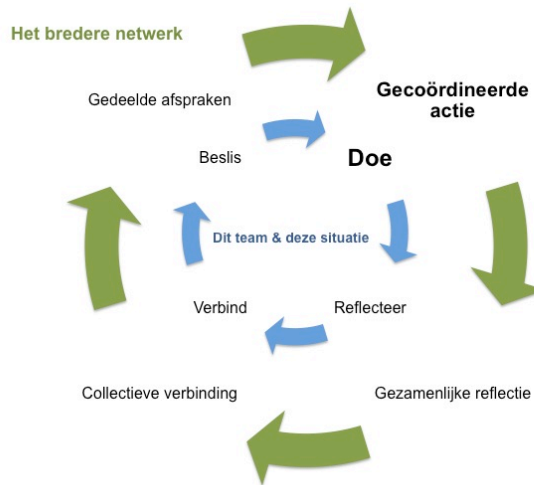 Het bredere netwerk
Gedeelde afspraken
Gecoördineerde
actie
Beslis
Doe
Dit team & deze situatie
Verbind
Reflecteer
Collectieve verbinding
Gezamenlijke reflectie